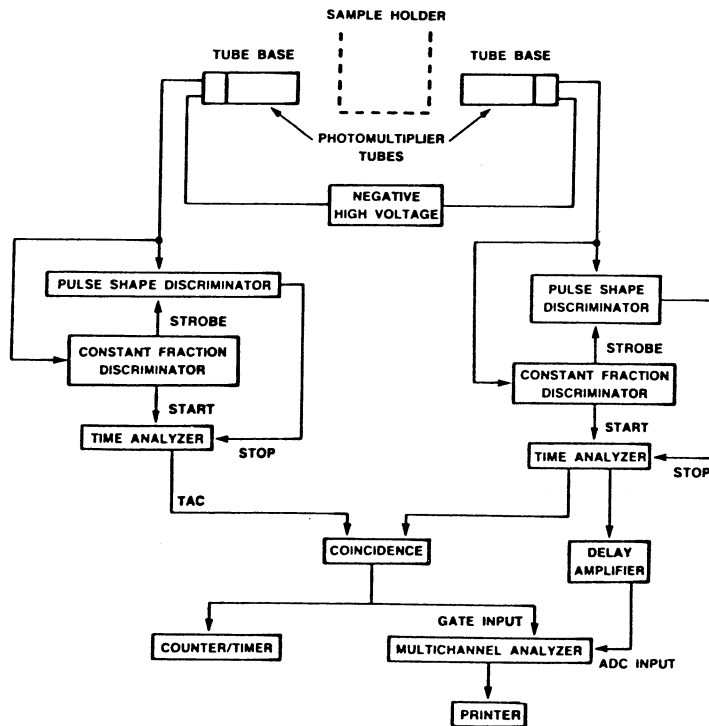 SAMPLE HOLDER
TUBE BASE
TUBE BASE
PHOTOMULTIPLIER
TUBES
NEGATIVE
HIGH VOLTAGE
PULSE SHAPE DISCRIMINATOR
PULSE SHAPE
DISCRIMINATOR
STROBE
STROBE
CONSTANT FRACTION
DISCRIMINATOR
CONSTANT FRACTION
DISCRIMINATOR
START
START
TIME ANALYZER
STOP
TIME ANALYZER
STOP
TAC
COINCIDENCE
DELAY
AMPLIFIER
GATE INPUT
COUNTER/TIMER
MULTICHANNEL ANALYZER
ADC INPUT
PRINTER